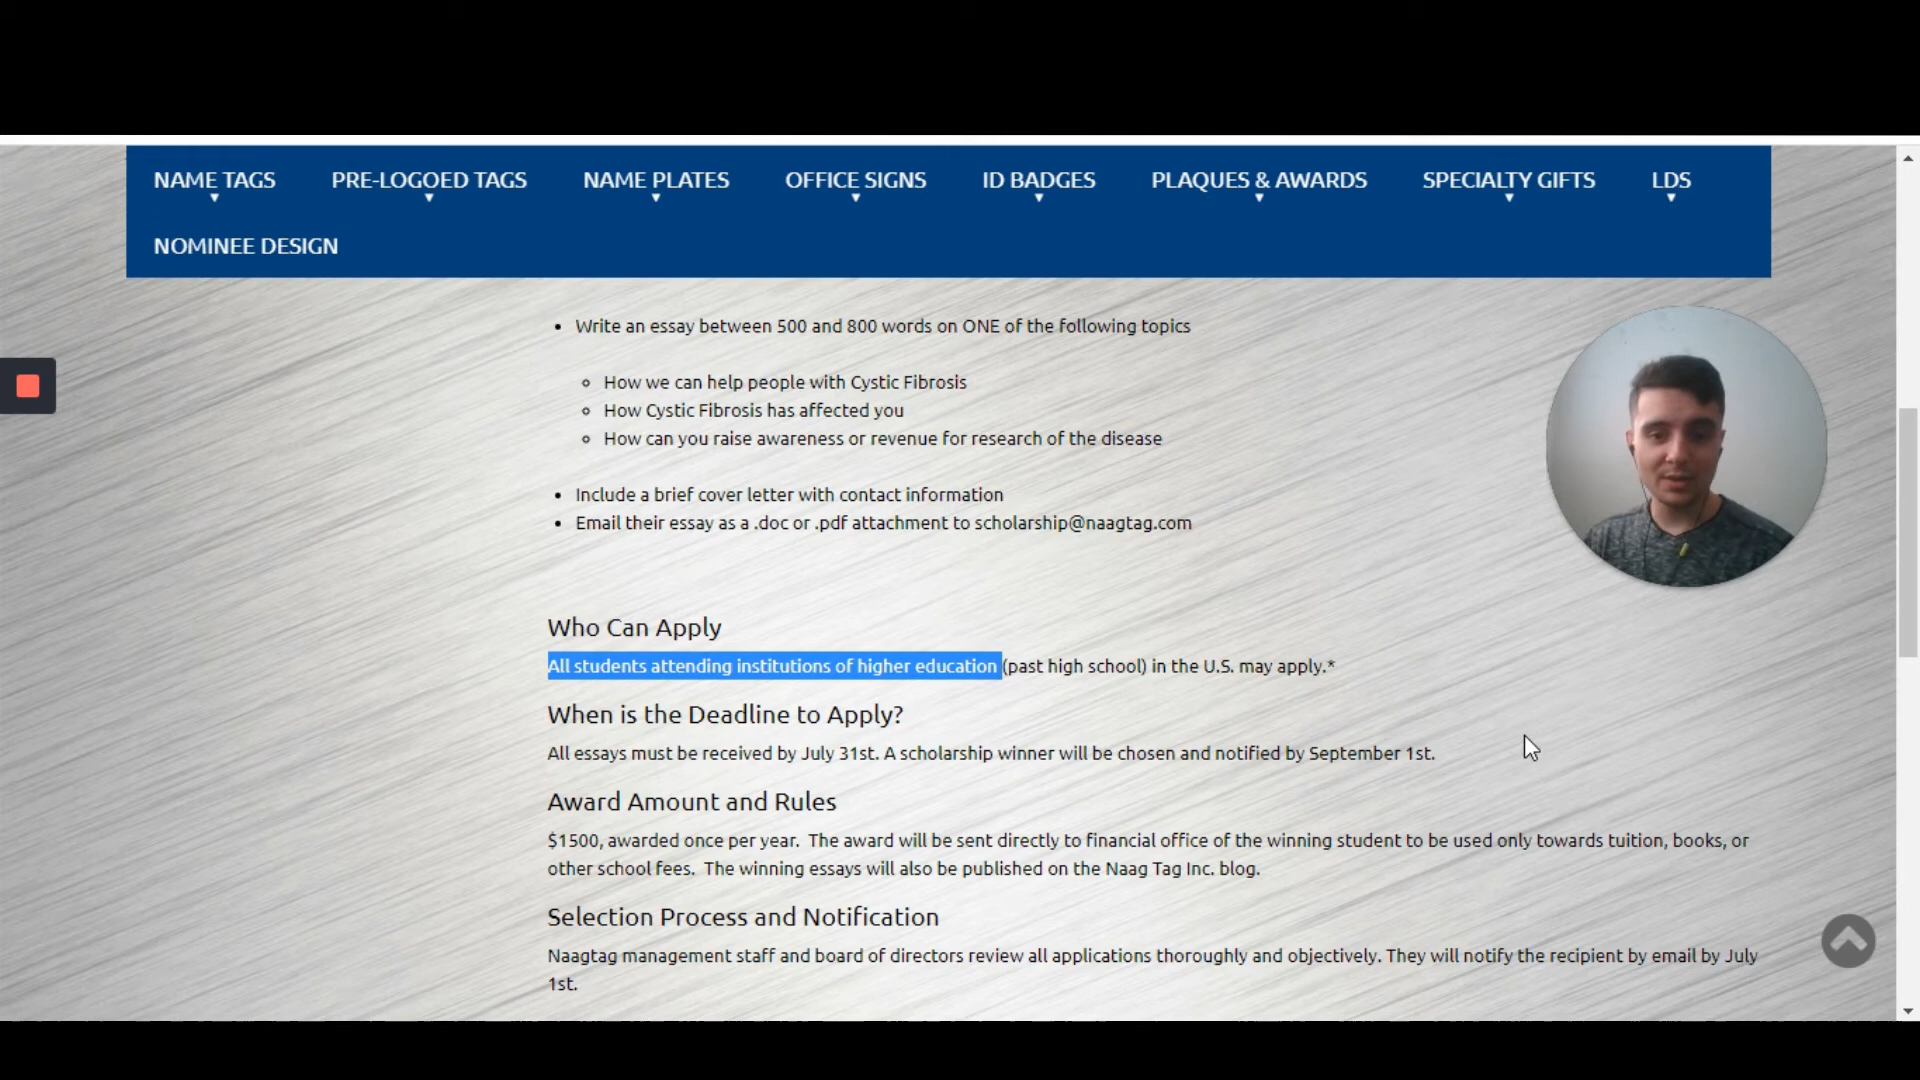 NAME TAGS PRE-LOGOED TAGS NAME PLATES OFFICE SIGNS ID BADGES PLAQUES & AWARDS SPECIALTY GIFTS LDS
NOMINEE DESIGN
Write an essay between 500 and 800 words on ONE of the following topics
How we can help people with Cystic Fibrosis
How Cystic Fibrosis has affected you
How can you raise awareness or revenue for research of the disease
Include a brief cover letter with contact information
Email their essay as a .doc or .pdf attachment to scholarship@naagtag.com
Who Can Apply
All students attending institutions of higher education (past high school) in the U.S. may apply.*
When is the Deadline to Apply?
All essays must be received by July 31st. A scholarship winner will be chosen and notified by September 1st.
Award Amount and Rules
$1500, awarded once per year. The award will be sent directly to financial office of the winning student to be used only towards tuition, books, or
other school fees. The winning essays will also be published on the Naag Tag Inc. blog.
Selection Process and Notification
Naagtag management staff and board of directors review all applications thoroughly and objectively. They will notify the recipient by email by July
1st.